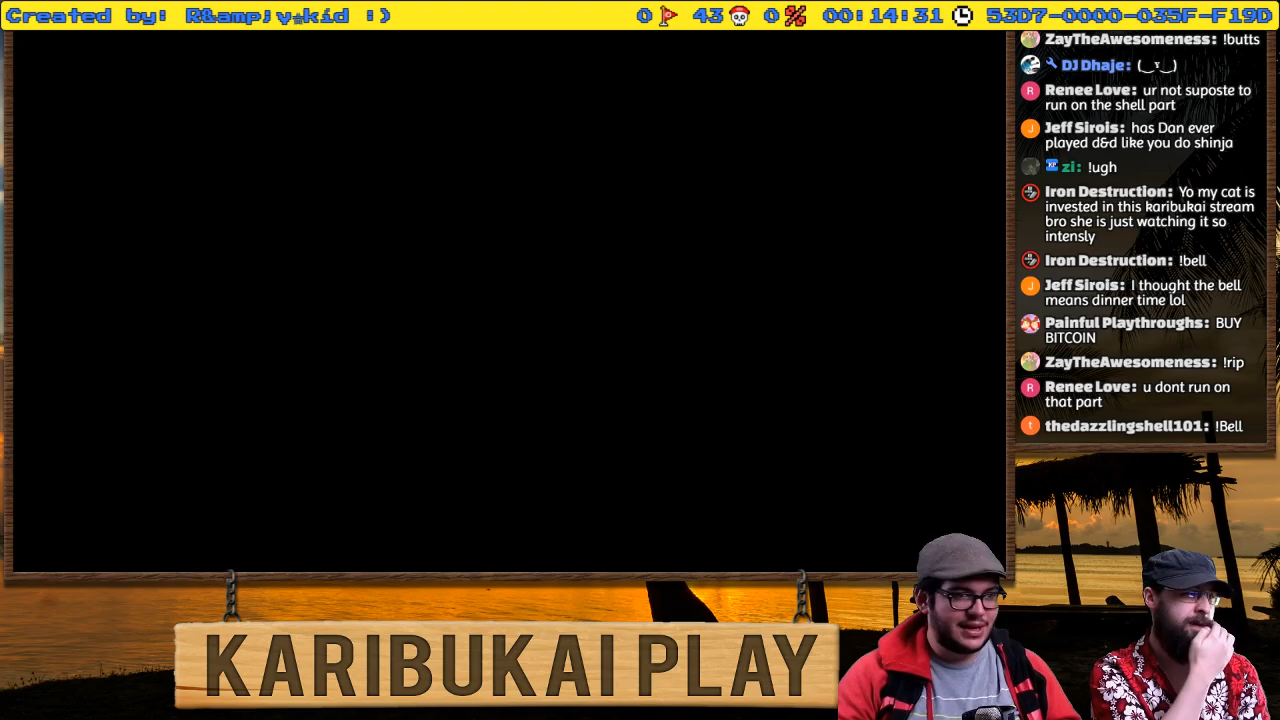 Created by: R&amp;y☆kid :) 0 43 0 00:14:31 53D7-0000-035F-F19D
ZayTheAwesomeness: !butts
DJ Dhaje: (‿ˠ‿)
Renee Love: ur not suposte to
run on the shell part
Jeff Sirois: has Dan ever
played d&d like you do shinja
zi: !ugh
Iron Destruction: Yo my cat is
invested in this karibukai stream
bro she is just watching it so
intensly
Iron Destruction: !bell
Jeff Sirois: I thought the bell
means dinner time lol
Painful Playthroughs: BUY
BITCOIN
ZayTheAwesomeness: !rip
Renee Love: u dont run on
that part
thedazzlingshell101: !Bell
KARIBUKAI PLAY